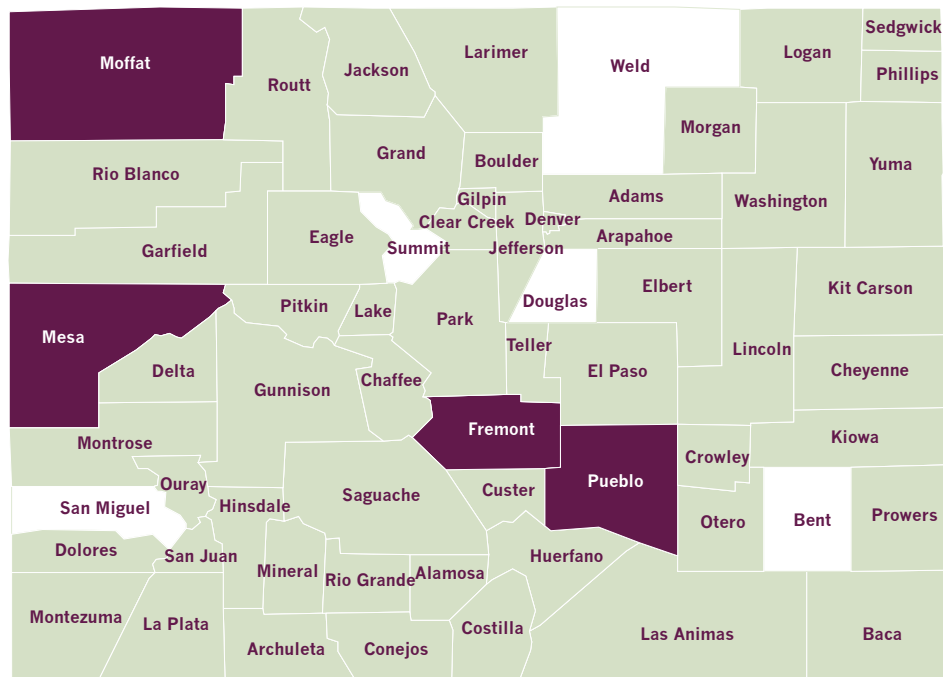 Sedgwick
Moffat
Larimer
Logan
Weld
Jackson
Phillips
Routt
Morgan
Grand
Boulder
Yuma
Rio Blanco
Adams
Gilpin
Washington
Clear Creek
Denver
Eagle
Arapahoe
Garfield
Summit
Jefferson
Elbert
Kit Carson
Douglas
Pitkin
Lake
Park
Mesa
Teller
Lincoln
Delta
El Paso
Cheyenne
Chaffee
Gunnison
Fremont
Kiowa
Montrose
Crowley
Pueblo
Ouray
Custer
Saguache
Hinsdale
San Miguel
Prowers
Bent
Otero
Dolores
San Juan
Huerfano
Mineral
Alamosa
Rio Grande
Montezuma
La Plata
Costilla
Las Animas
Baca
Archuleta
Conejos